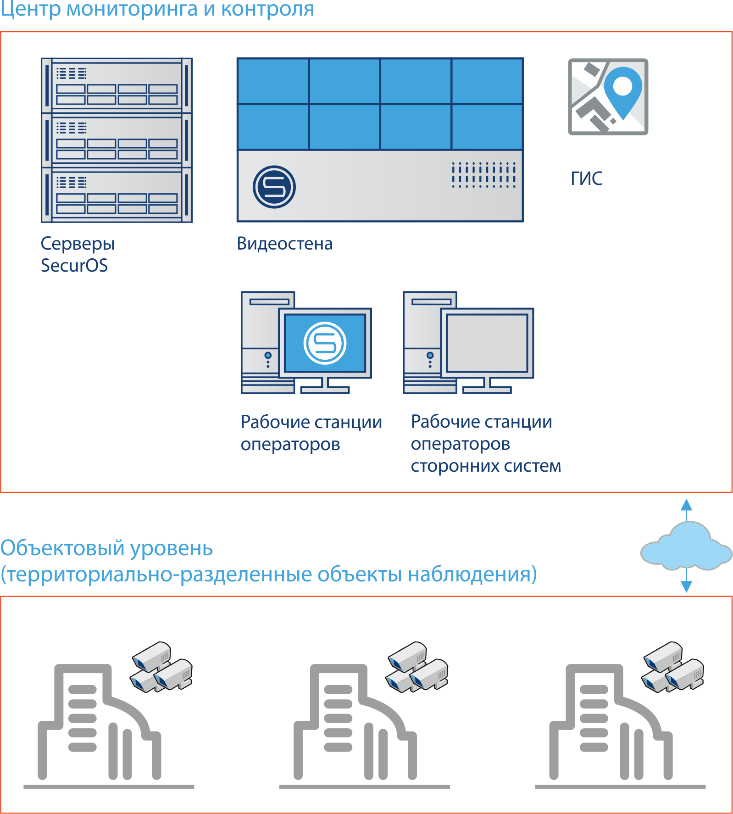 Центр мониторинга и контроля
ГИС
Серверы
SecurOS
Видеостена
Рабочие станции
операторов
Рабочие станции
операторов
сторонних систем
Объектовый уровень
(территориально-разделенные объекты наблюдения)